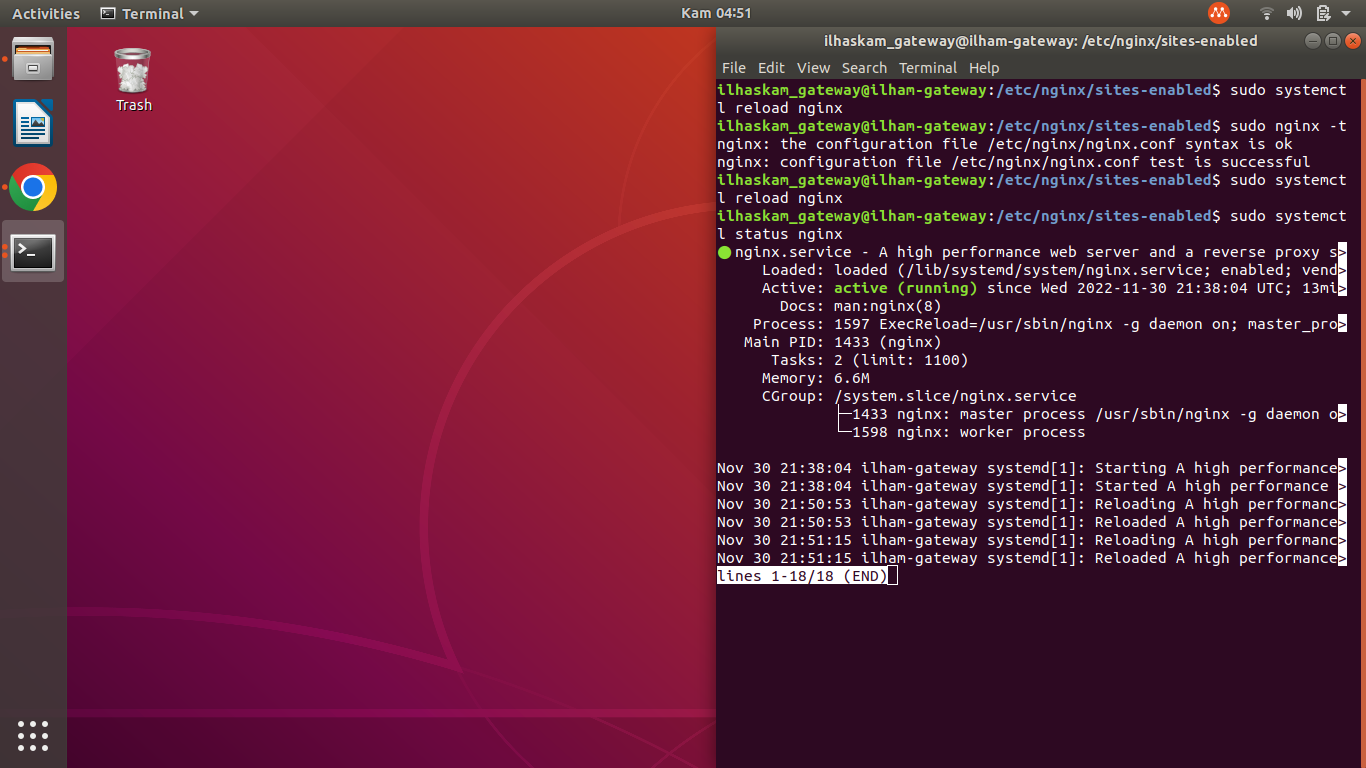 Activities Terminal Kam 04:51
Trash
ilhaskam_gateway@ilham-gateway: /etc/nginx/sites-enabled
File Edit View Search Terminal Help
ilhaskam_gateway@ilham-gateway:/etc/nginx/sites-enabled$ sudo systemct
l reload nginx
ilhaskam_gateway@ilham-gateway:/etc/nginx/sites-enabled$ sudo nginx -t
nginx: the configuration file /etc/nginx/nginx.conf syntax is ok
nginx: configuration file /etc/nginx/nginx.conf test is successful
ilhaskam_gateway@ilham-gateway:/etc/nginx/sites-enabled$ sudo systemct
l reload nginx
ilhaskam_gateway@ilham-gateway:/etc/nginx/sites-enabled$ sudo systemct
l status nginx
● nginx.service - A high performance web server and a reverse proxy s>
Loaded: loaded (/lib/systemd/system/nginx.service; enabled; vend>
Active: active (running) since Wed 2022-11-30 21:38:04 UTC; 13mi>
Docs: man:nginx(8)
Process: 1597 ExecReload=/usr/sbin/nginx -g daemon on; master_pro>
Main PID: 1433 (nginx)
Tasks: 2 (limit: 1100)
Memory: 6.6M
CGroup: /system.slice/nginx.service
├─1433 nginx: master process /usr/sbin/nginx -g daemon o>
└─1598 nginx: worker process
Nov 30 21:38:04 ilham-gateway systemd[1]: Starting A high performance>
Nov 30 21:38:04 ilham-gateway systemd[1]: Started A high performance >
Nov 30 21:50:53 ilham-gateway systemd[1]: Reloading A high performanc>
Nov 30 21:50:53 ilham-gateway systemd[1]: Reloaded A high performance>
Nov 30 21:51:15 ilham-gateway systemd[1]: Reloading A high performanc>
Nov 30 21:51:15 ilham-gateway systemd[1]: Reloaded A high performance>
lines 1-18/18 (END)